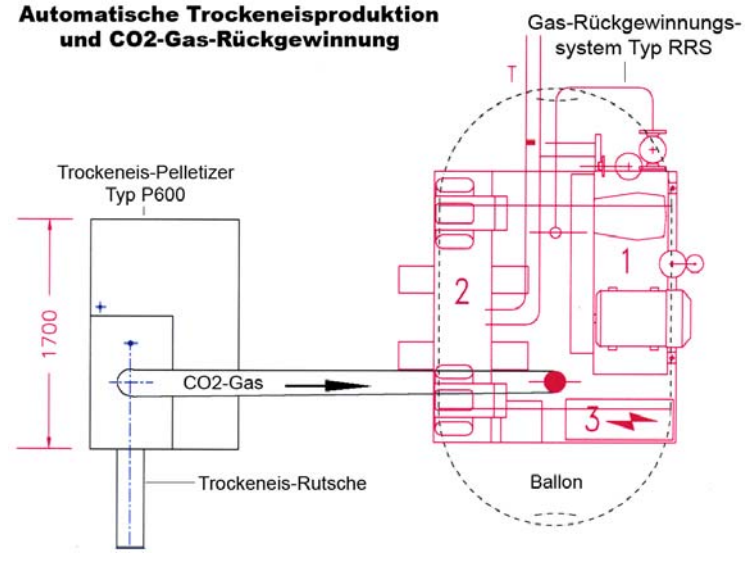 Automatische Trockeneisproduktion
und CO2-Gas-Rückgewinnung
Gas-Rückgewinnungs-
system Typ RRS
T
Trockeneis-Pelletizer
Typ P600
1
2
1700
CO2-Gas
3
Trockeneis-Rutsche
Ballon